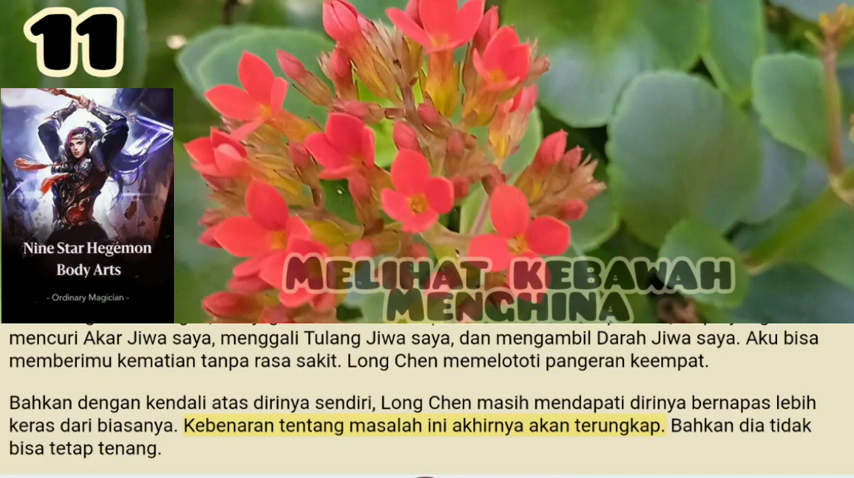 11
Nine Star Hegemon
Body Arts
- Ordinary Magician -
MELIHAT KEBAWAH
MENGHINA
mencuri Akar Jiwa saya, menggali Tulang Jiwa saya, dan mengambil Darah Jiwa saya. Aku bisa
memberimu kematian tanpa rasa sakit. Long Chen memelototi pangeran keempat.
Bahkan dengan kendali atas dirinya sendiri, Long Chen masih mendapati dirinya bernapas lebih
keras dari biasanya. Kebenaran tentang masalah ini akhirnya akan terungkap. Bahkan dia tidak
bisa tetap tenang.